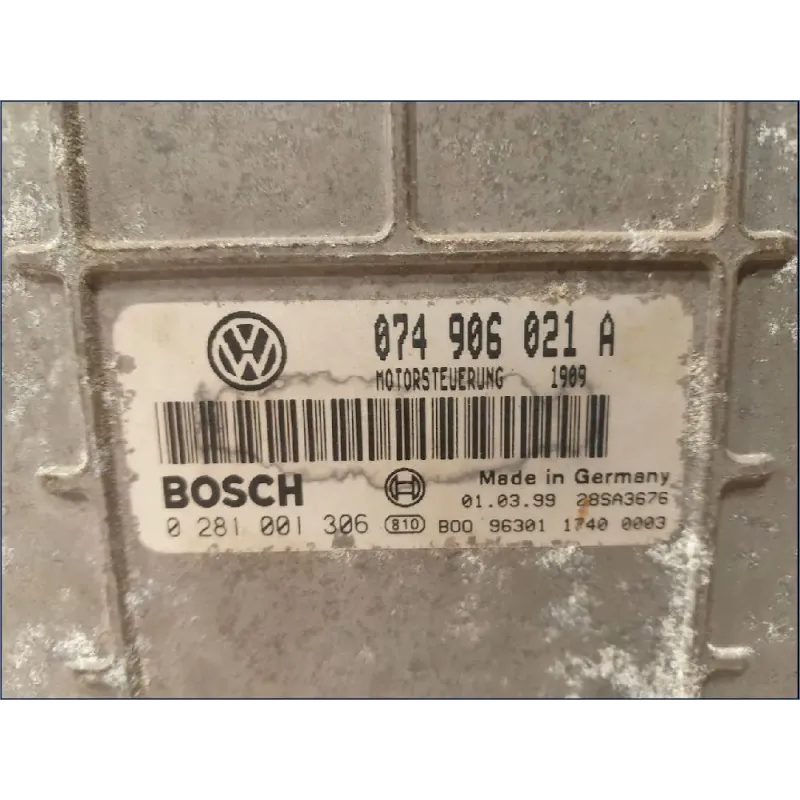 074 906 021 A
MOTORSTEUERUNG 1909
BOSCH
Made in Germany
01.03.99 28SA3676
0 281 001 306 810 B00 96301 1740 0003